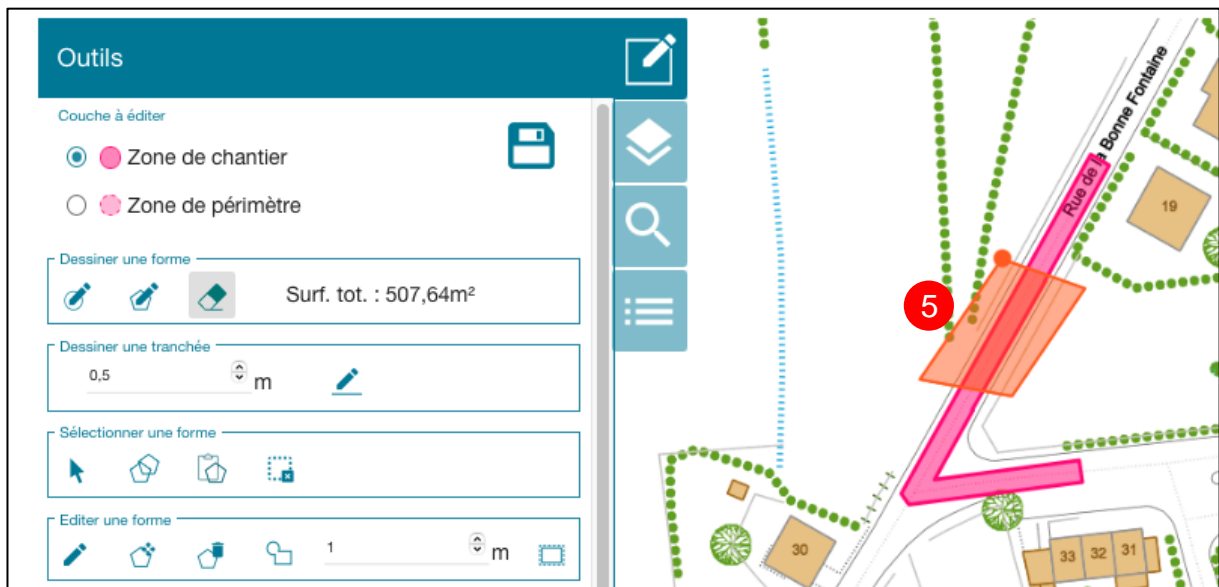 Outils
Couche à éditer
Zone de chantier
Zone de périmètre
Dessiner une forme
Surf. tot. : 507,64m²
Dessiner une tranchée
0,5
m
Sélectionner une forme
Editer une forme
1
m
Rue de la Bonne Fontaine
19
5
30
33
32
31